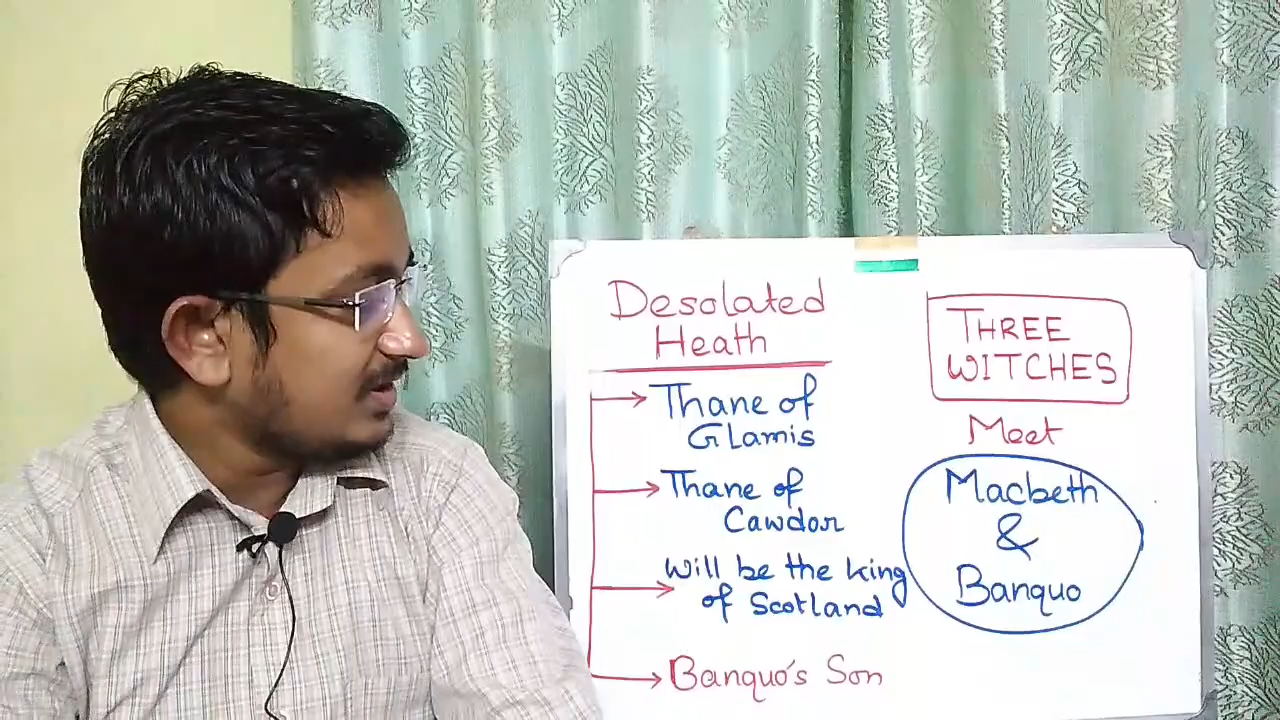 Desolated
Heath
Thane of
Glamis
Thane of
Cawdor
Will be the king
of Scotland
Banquo's Son
THREE
WITCHES
Meet
Macbeth
&
Banquo